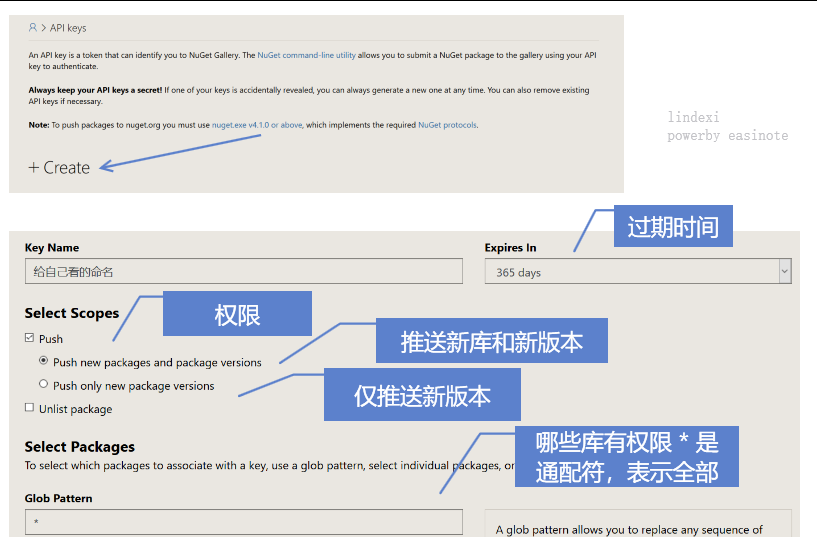 API keys
An API key is a token that can identify you to NuGet Gallery. The NuGet command-line utility allows you to submit a NuGet package to the gallery using your API
key to authenticate.
Always keep your API keys a secret! If one of your keys is accidentally revealed, you can always generate a new one at any time. You can also remove existing
API keys if necessary.
Note: To push packages to nuget.org you must use nuget.exe v4.1.0 or above, which implements the required NuGet protocols.
+ Create
lindexi
powerby easinote
过期时间
Key Name
Expires In
给自己看的命名
365 days
Select Scopes
权限
Push
推送新库和新版本
Push new packages and package versions
Push only new package versions
仅推送新版本
Unlist package
Select Packages
To select which packages to associate with a key, use a glob pattern, select individual packages, or
哪些库有权限 * 是
通配符，表示全部
Glob Pattern
*
A glob pattern allows you to replace any sequence of